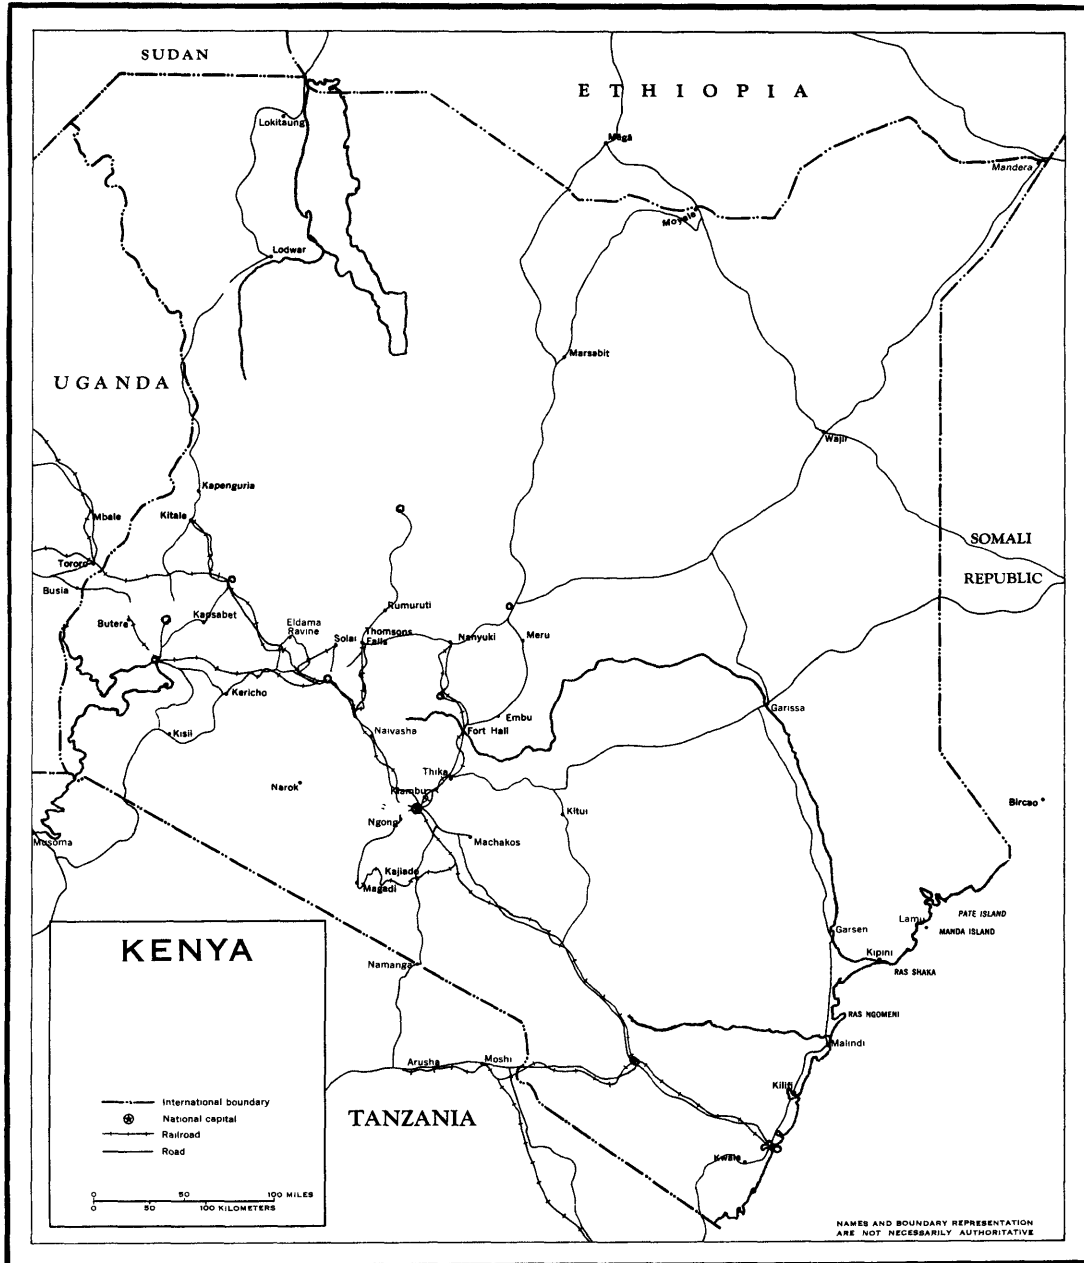 SUDAN
ETHIOPIA
Lokitaung
Mega
Mandera
Moyale
Lodwar
Marsabit
UGANDA
Wajir
Kapenguria
Mbale
Kitale
SOMALI
REPUBLIC
Tororo
Busia
Butere
Kapsabet
Rumuruti
Eldama
Ravine
Solai
Thomsons
Falls
Nanyuki
Meru
Kericho
Garissa
Embu
Kisii
Naivasha
Fort Hall
Thika
Narok
Kiambu
Bircao
Kitui
Ngong
Musoma
Machakos
Kajiado
Magadi
Lamu
PATE ISLAND
MANDA ISLAND
Garsen
KENYA
Kipini
Namanga
RAS SHAKA
RAS NGOMENI
Malindi
Arusha
Moshi
Kilifi
TANZANIA
Kwale
International boundary
National capital
Railroad
Road
0 50 100 MILES
0 50 100 KILOMETERS
NAMES AND BOUNDARY REPRESENTATION
ARE NOT NECESSARILY AUTHORITATIVE